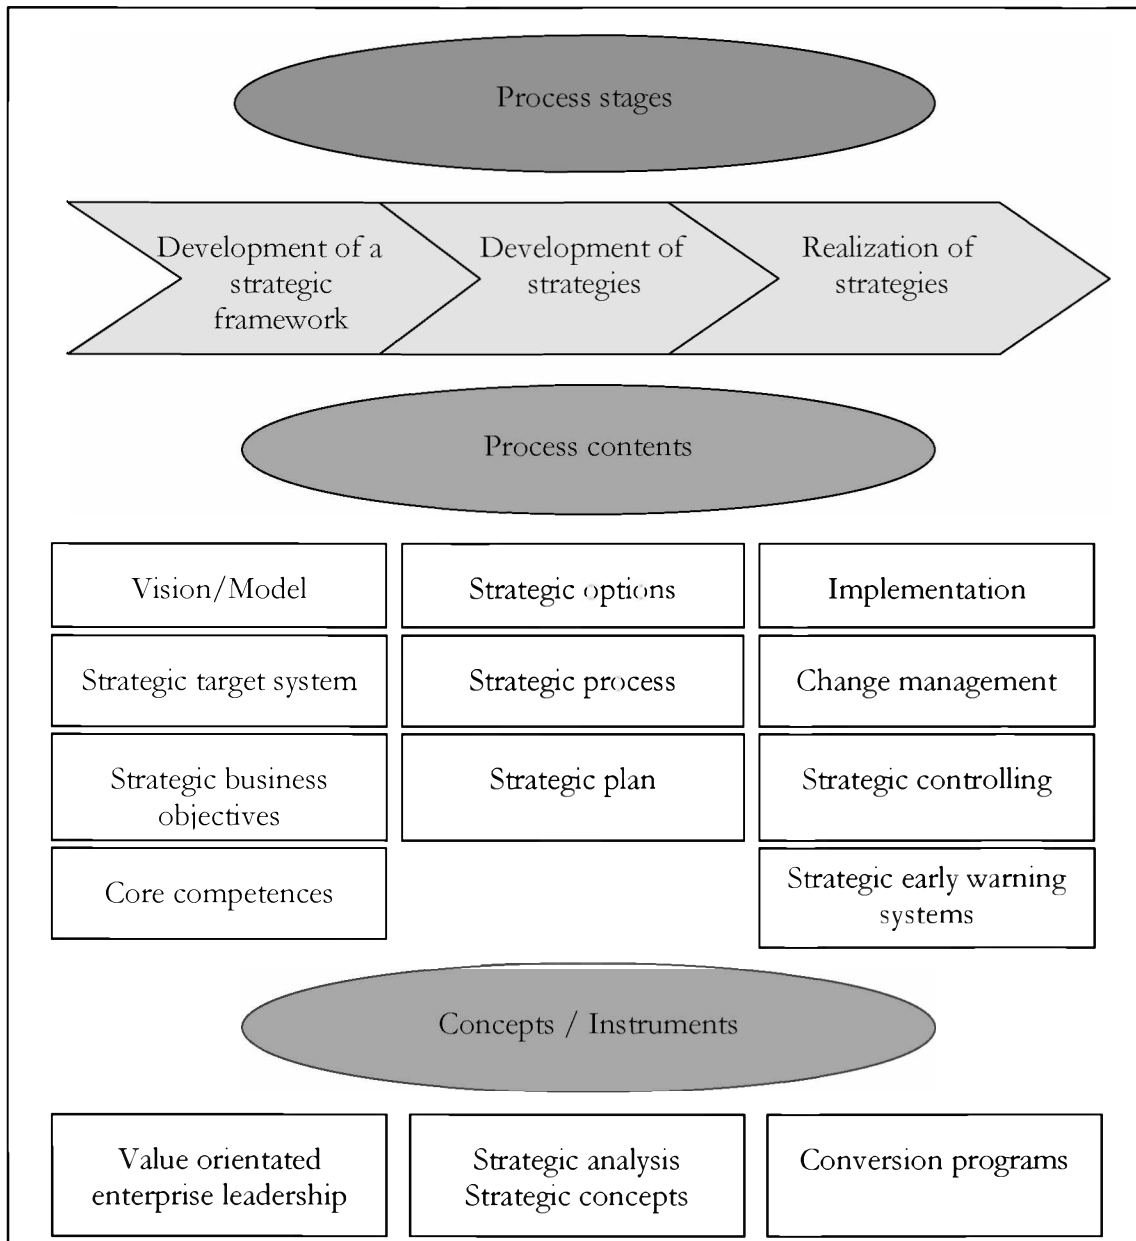 Process stages
Development of a
strategic
framework
Development of
strategies
Realization of
strategies
Process contents
Vision/Model
Strategic options
Implementation
Strategic target system
Strategic process
Change management
Strategic business
objectives
Strategic plan
Strategic controlling
Core competences
Strategic early warning
systems
Concepts / Instruments
Value orientated
enterprise leadership
Strategic analysis
Strategic concepts
Conversion programs